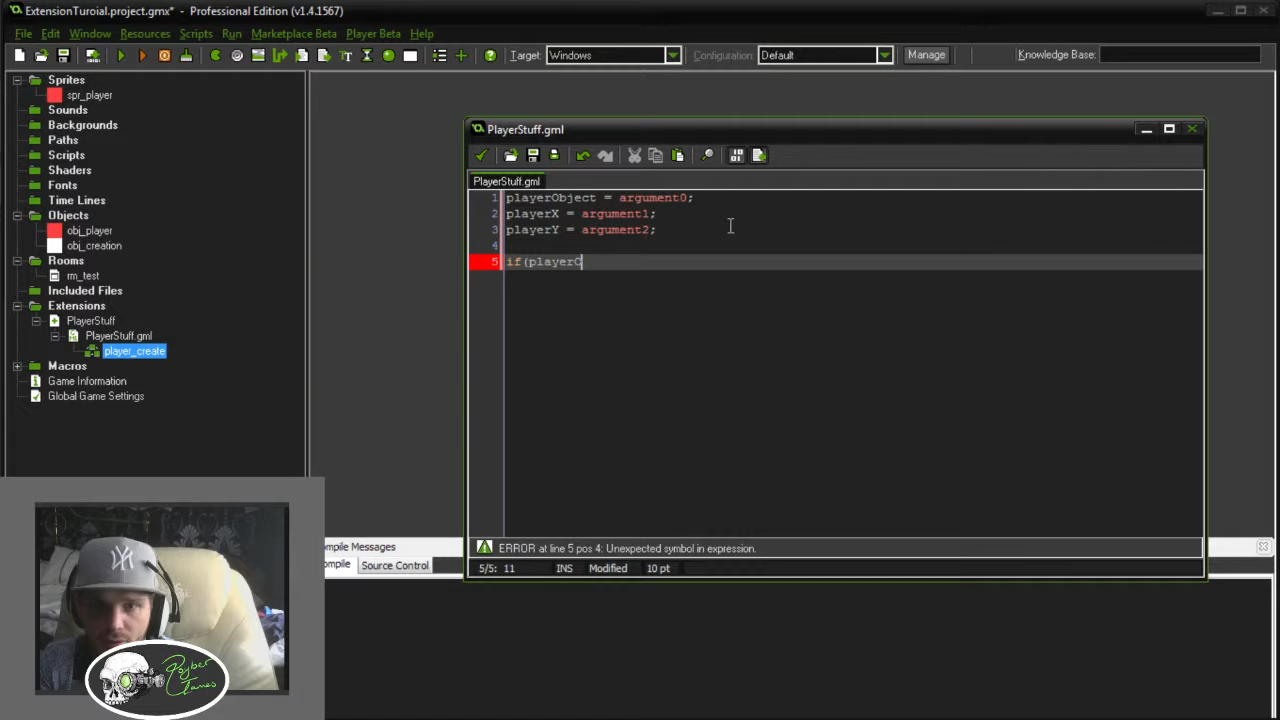 ExtensionTuroial.project.gmx* - Professional Edition (v1.4.1567)
File Edit Window Resources Scripts Run Marketplace Beta Player Beta Help
Target: Windows Configuration: Default Manage Knowledge Base:
Sprites
spr_player
Sounds
Backgrounds
Paths
Scripts
Shaders
Fonts
Time Lines
Objects
obj_player
obj_creation
Rooms
rm_test
Included Files
Extensions
PlayerStuff
PlayerStuff.gml
player_create
Macros
Game Information
Global Game Settings
PlayerStuff.gml
PlayerStuff.gml
1 playerObject = argument0;
2 playerX = argument1;
3 playerY = argument2;
4
5 if(playerO
ERROR at line 5 pos 4: Unexpected symbol in expression.
5/5: 11 INS Modified 10 pt
mpile Messages
mpile Source Control
Games